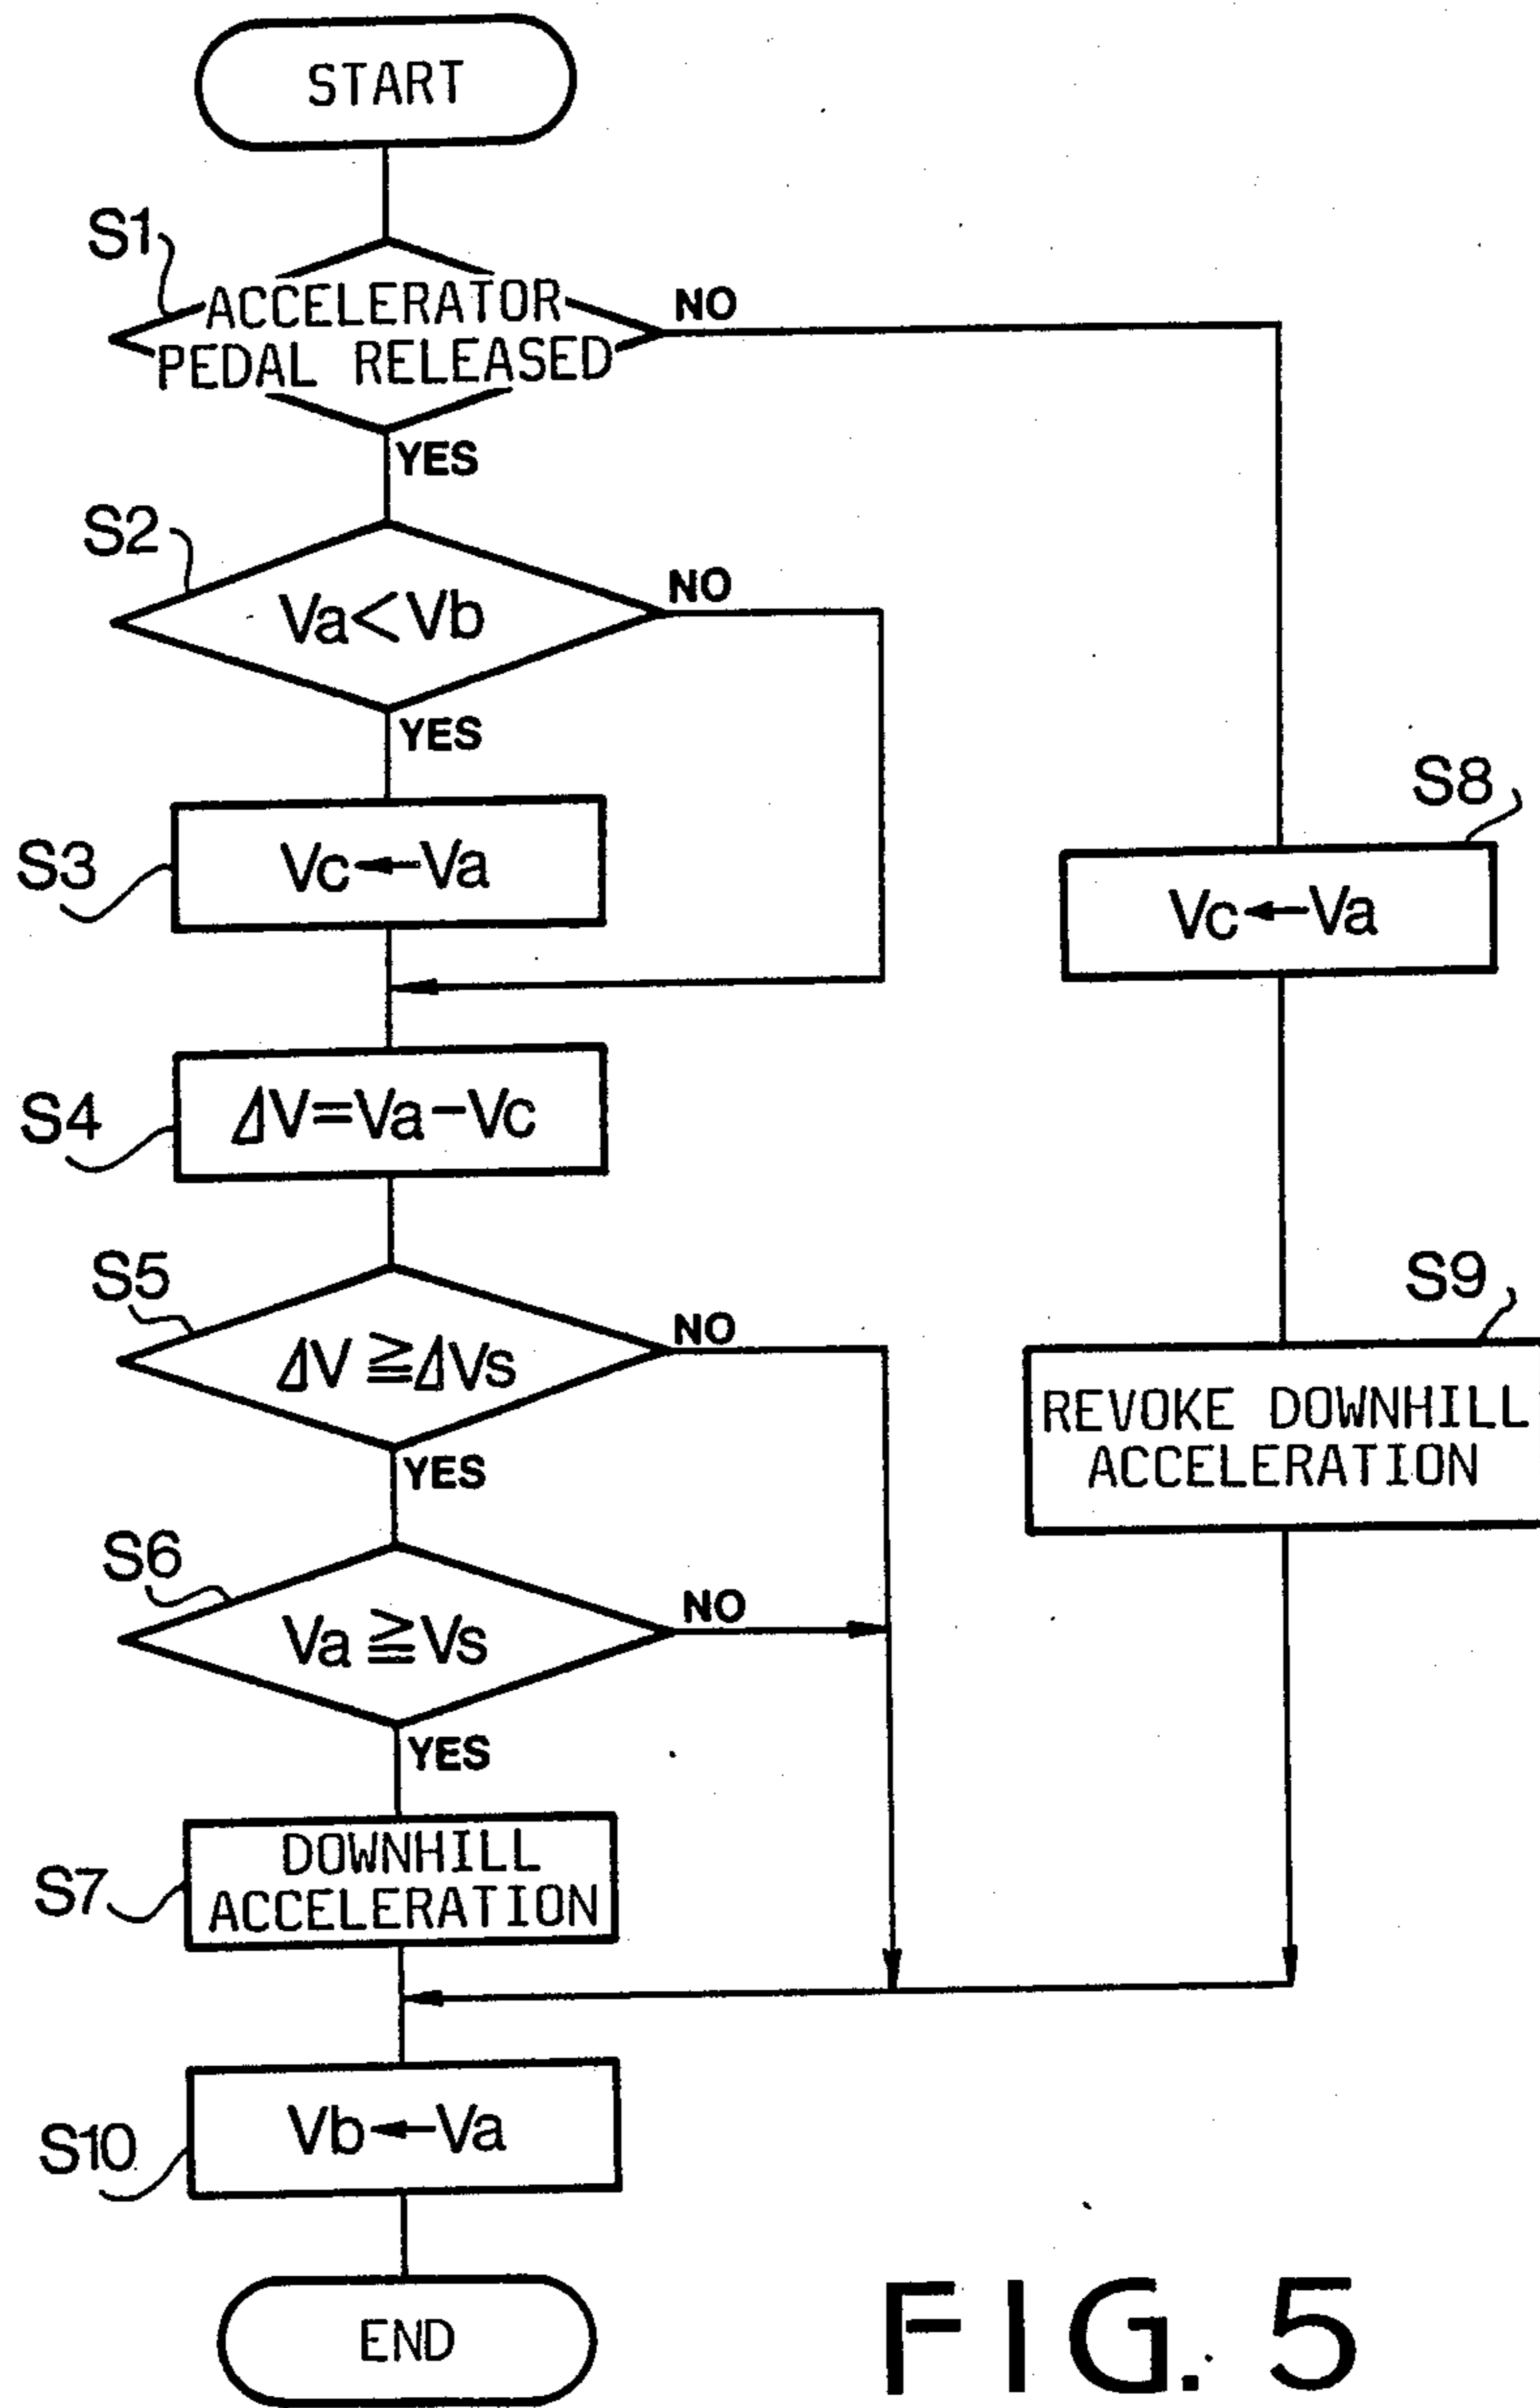 START
S1
ACCELERATOR
PEDAL RELEASED
NO
YES
S2
Va<Vb
NO
YES
S3
Vc←Va
S4
ΔV=Va-Vc
S5
ΔV≧ΔVs
NO
YES
S6
Va≧Vs
NO
YES
S7
DOWNHILL
ACCELERATION
S8
Vc←Va
S9
REVOKE DOWNHILL
ACCELERATION
S10
Vb←Va
END
FIG. 5